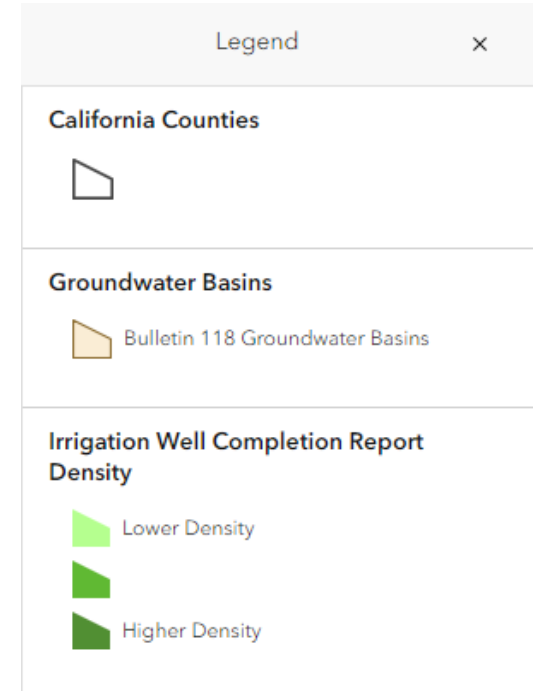 Legend ×
California Counties
Groundwater Basins
Bulletin 118 Groundwater Basins
Irrigation Well Completion Report
Density
Lower Density
Higher Density